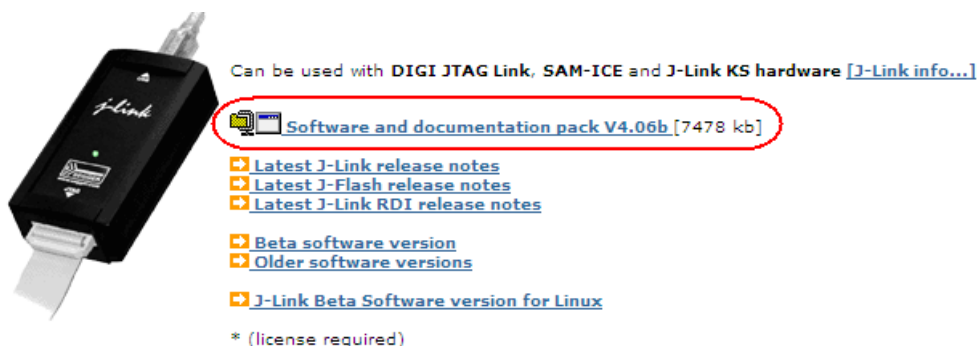 j-link
Can be used with DIGI JTAG Link, SAM-ICE and J-Link KS hardware [J-Link info...]
Software and documentation pack V4.06b [7478 kb]
Latest J-Link release notes
Latest J-Flash release notes
Latest J-Link RDI release notes
Beta software version
Older software versions
J-Link Beta Software version for Linux
* (license required)